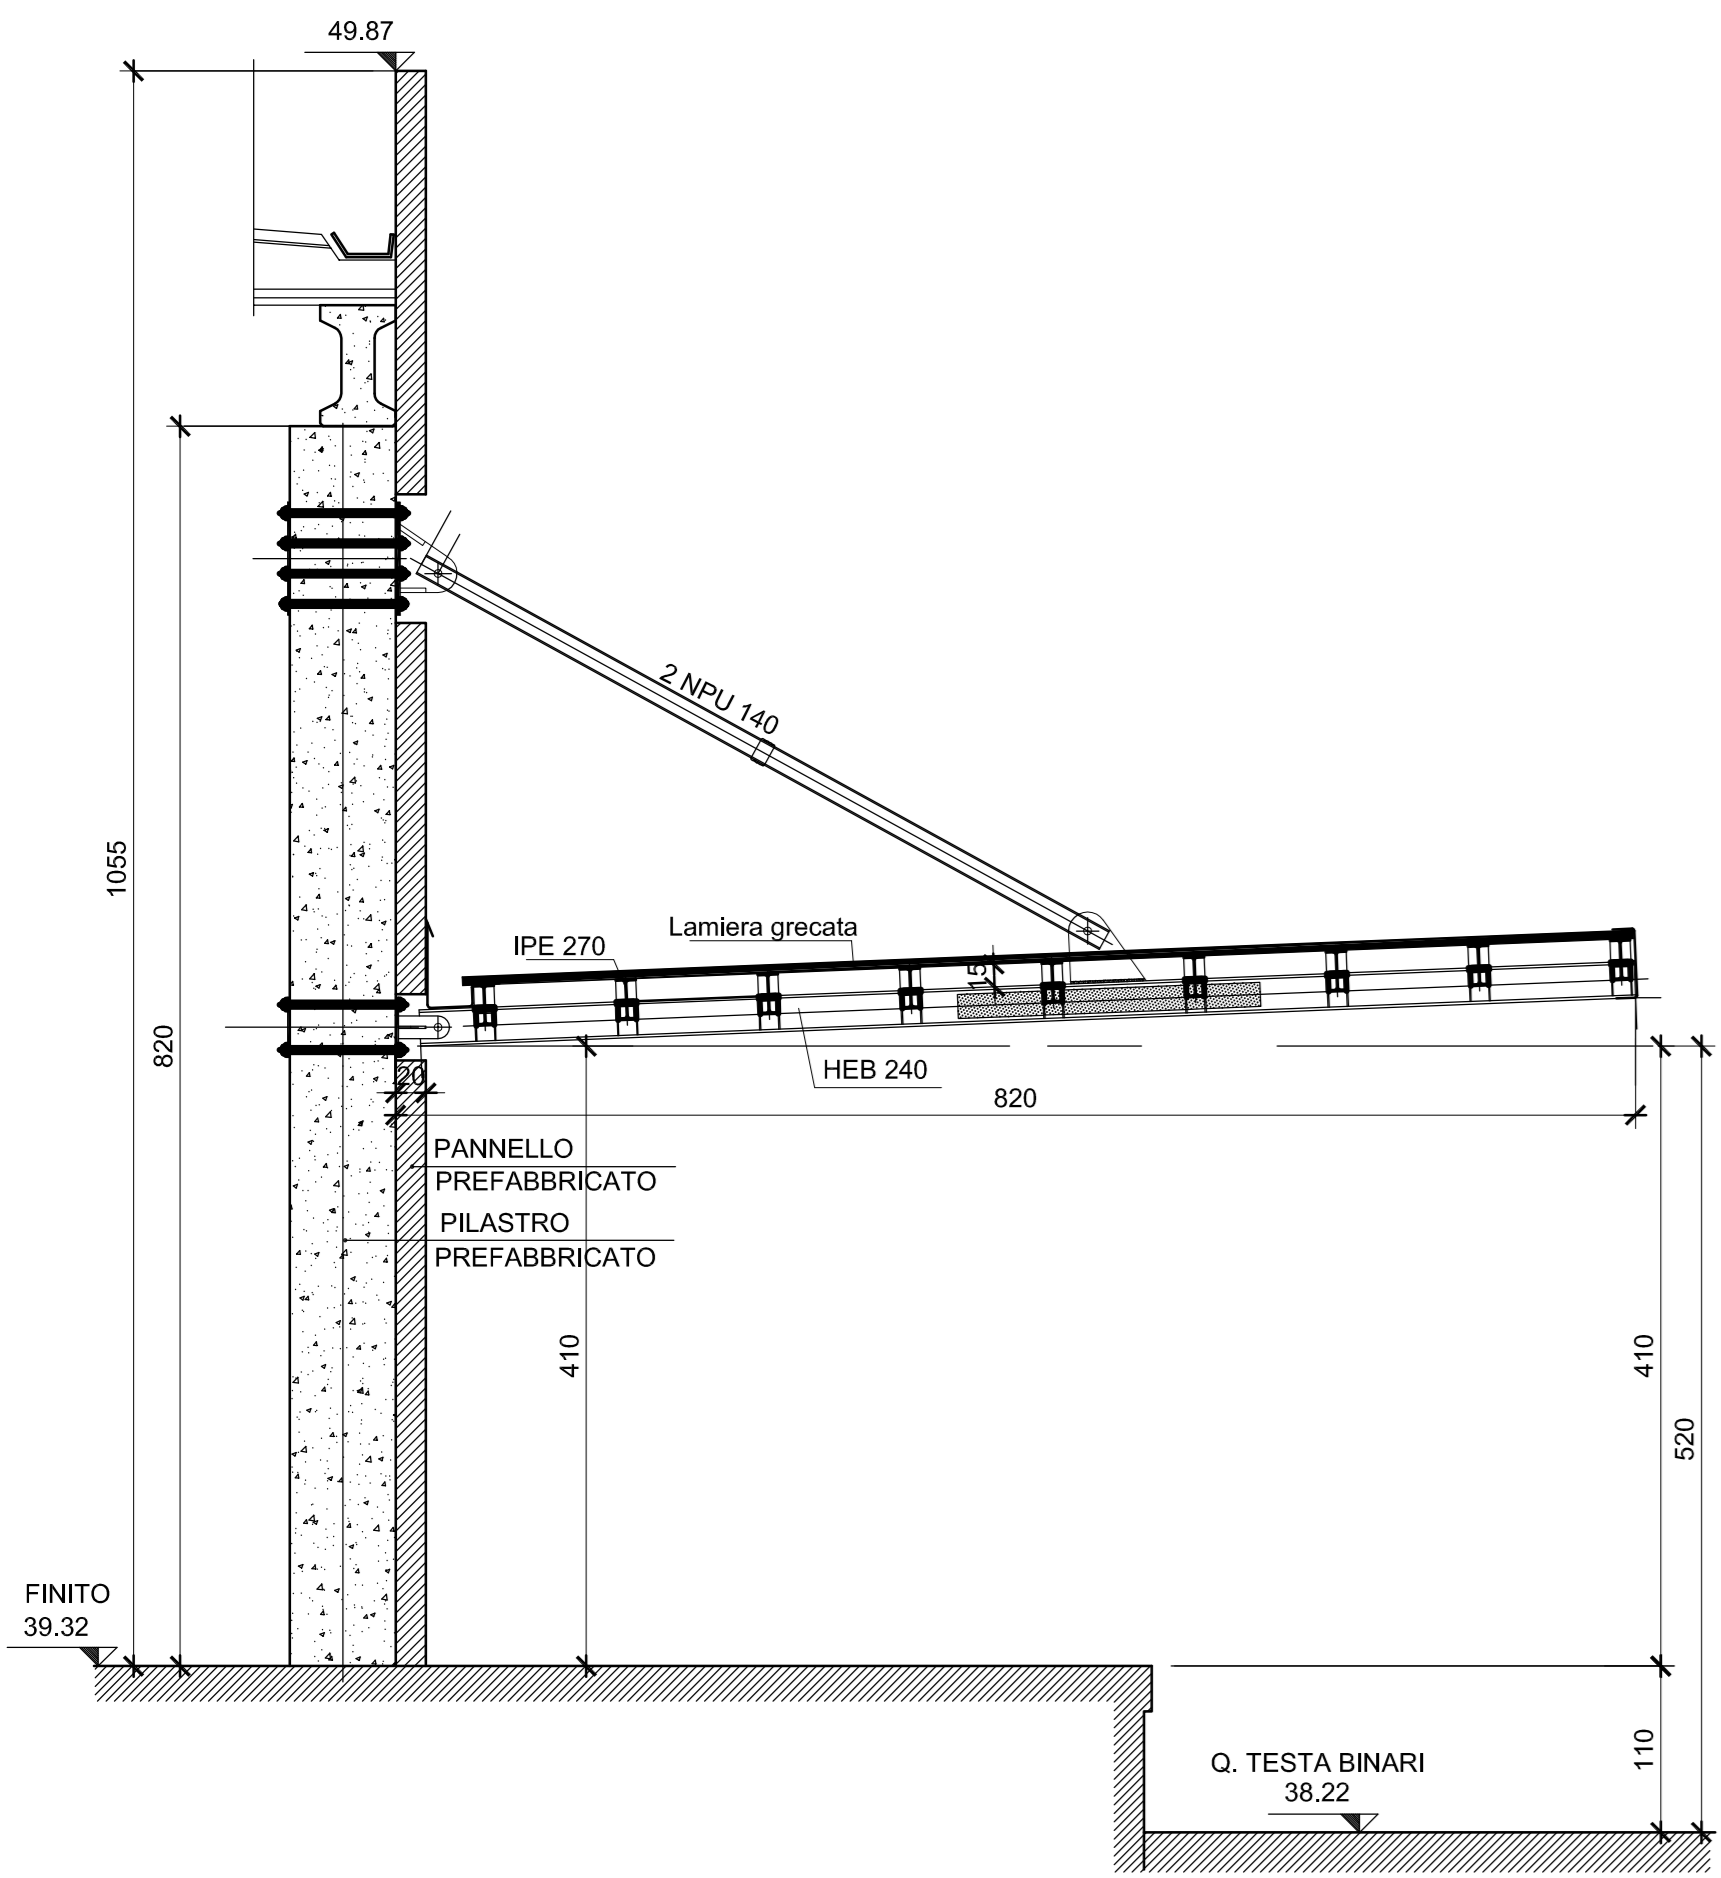 49.87
2 NPU 140
1055
820
IPE 270
Lamiera grecata
15
HEB 240
20
820
PANNELLO
PREFABBRICATO
PILASTRO
PREFABBRICATO
410
410
520
FINITO
39.32
110
Q. TESTA BINARI
38.22